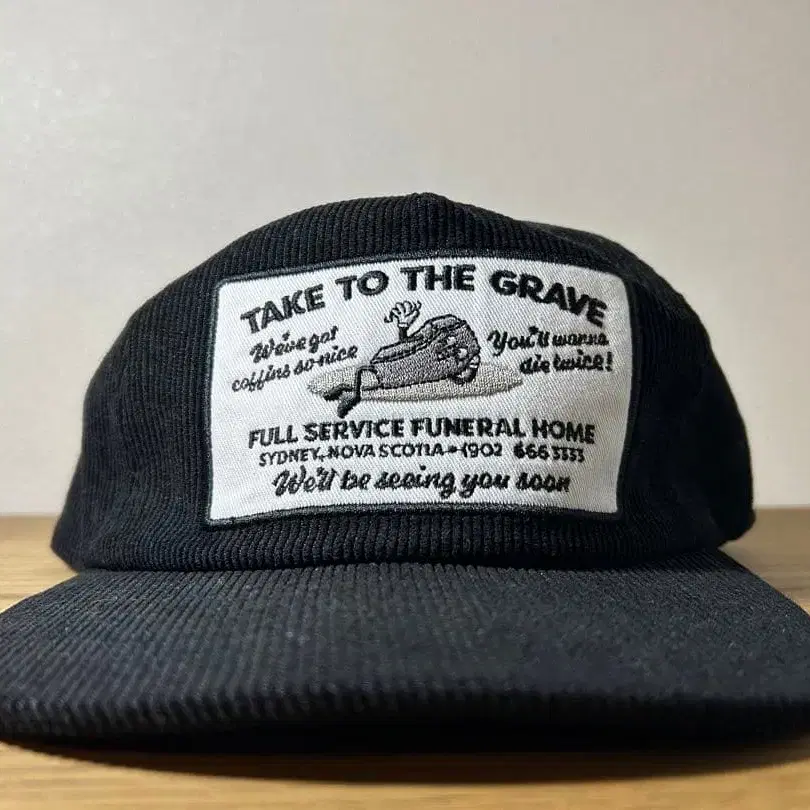 TAKE TO THE GRAVE
We've got
coffins so nice
You'll wanna
die twice!
FULL SERVICE FUNERAL HOME
SYDNEY, NOVA SCOTIA - 1902 666 3333
We'll be seeing you soon